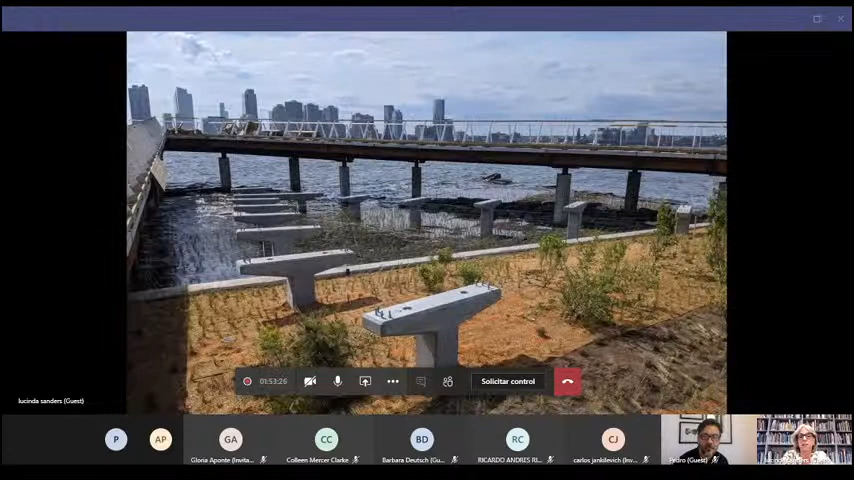 01:53:26
Solicitar control
lucinda sanders (Guest)
P
AP
GA
CC
BD
RC
CJ
Gloria Aponte (Invita...
Colleen Mercer Clarke
Barbara Deutsch (Gu...
RICARDO ANDRES RI...
carlos jankilevich (Inv...
Pedro (Guest)